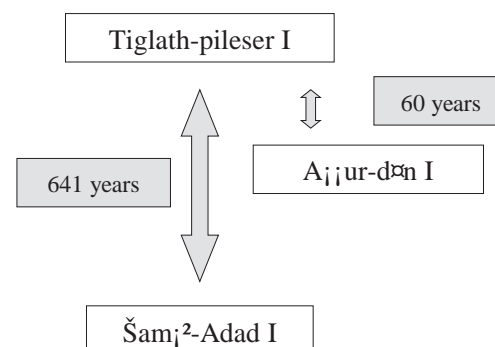 Tiglath-pileser I
60 years
A¡¡ur-d¤n I
641 years
Šam¡²-Adad I